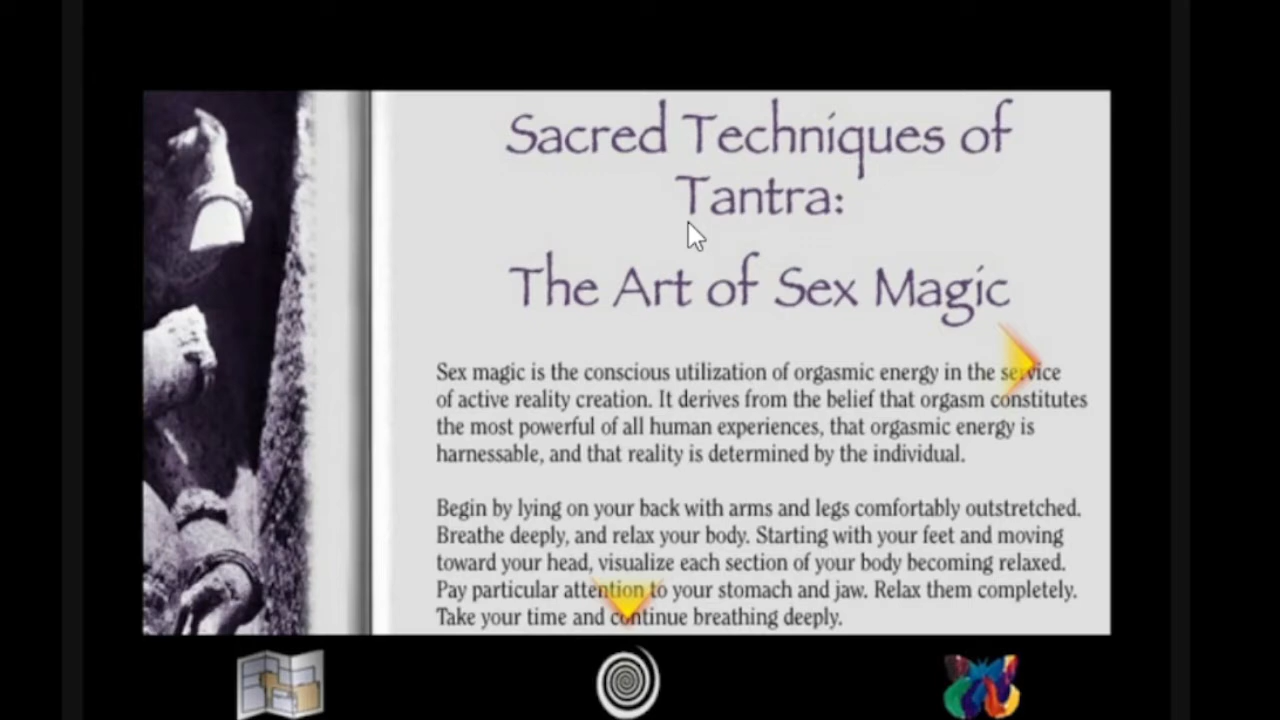 Sacred Techniques of
Tantra:
The Art of Sex Magic
Sex magic is the conscious utilization of orgasmic energy in the service
of active reality creation. It derives from the belief that orgasm constitutes
the most powerful of all human experiences, that orgasmic energy is
harnessable, and that reality is determined by the individual.
Begin by lying on your back with arms and legs comfortably outstretched.
Breathe deeply, and relax your body. Starting with your feet and moving
toward your head, visualize each section of your body becoming relaxed.
Pay particular attention to your stomach and jaw. Relax them completely.
Take your time and continue breathing deeply.